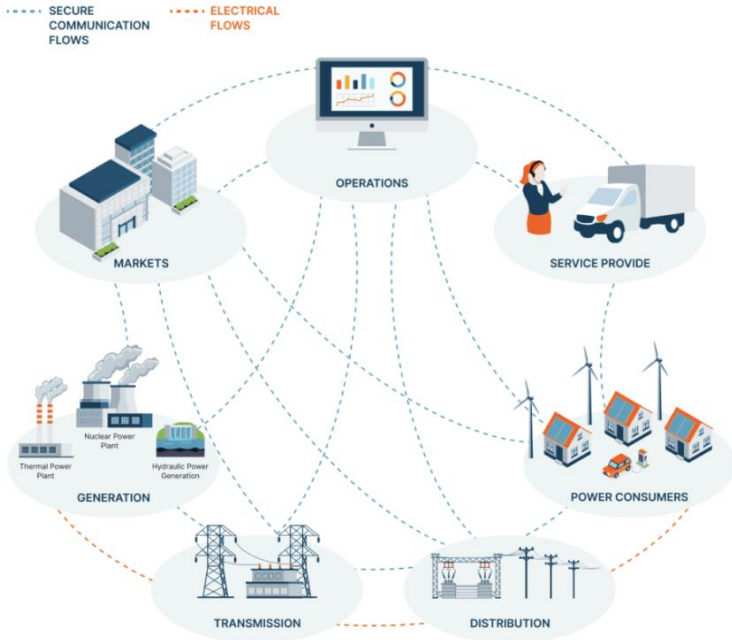 SECURE
COMMUNICATION
FLOWS
ELECTRICAL
FLOWS
OPERATIONS
MARKETS
SERVICE PROVIDE
Nuclear Power
Plant
Thermal Power
Plant
Hydraulic Power
Generation
GENERATION
POWER CONSUMERS
TRANSMISSION
DISTRIBUTION